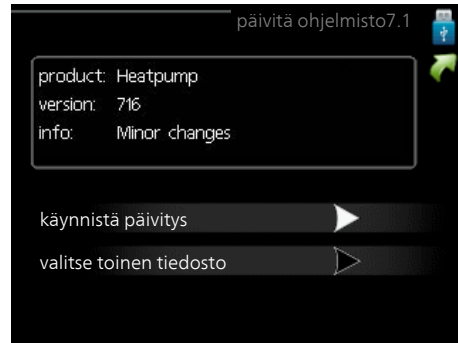 päivitä ohjelmisto7.1
product: Heatpump
version: 716
info: Minor changes
käynnistä päivitys
valitse toinen tiedosto